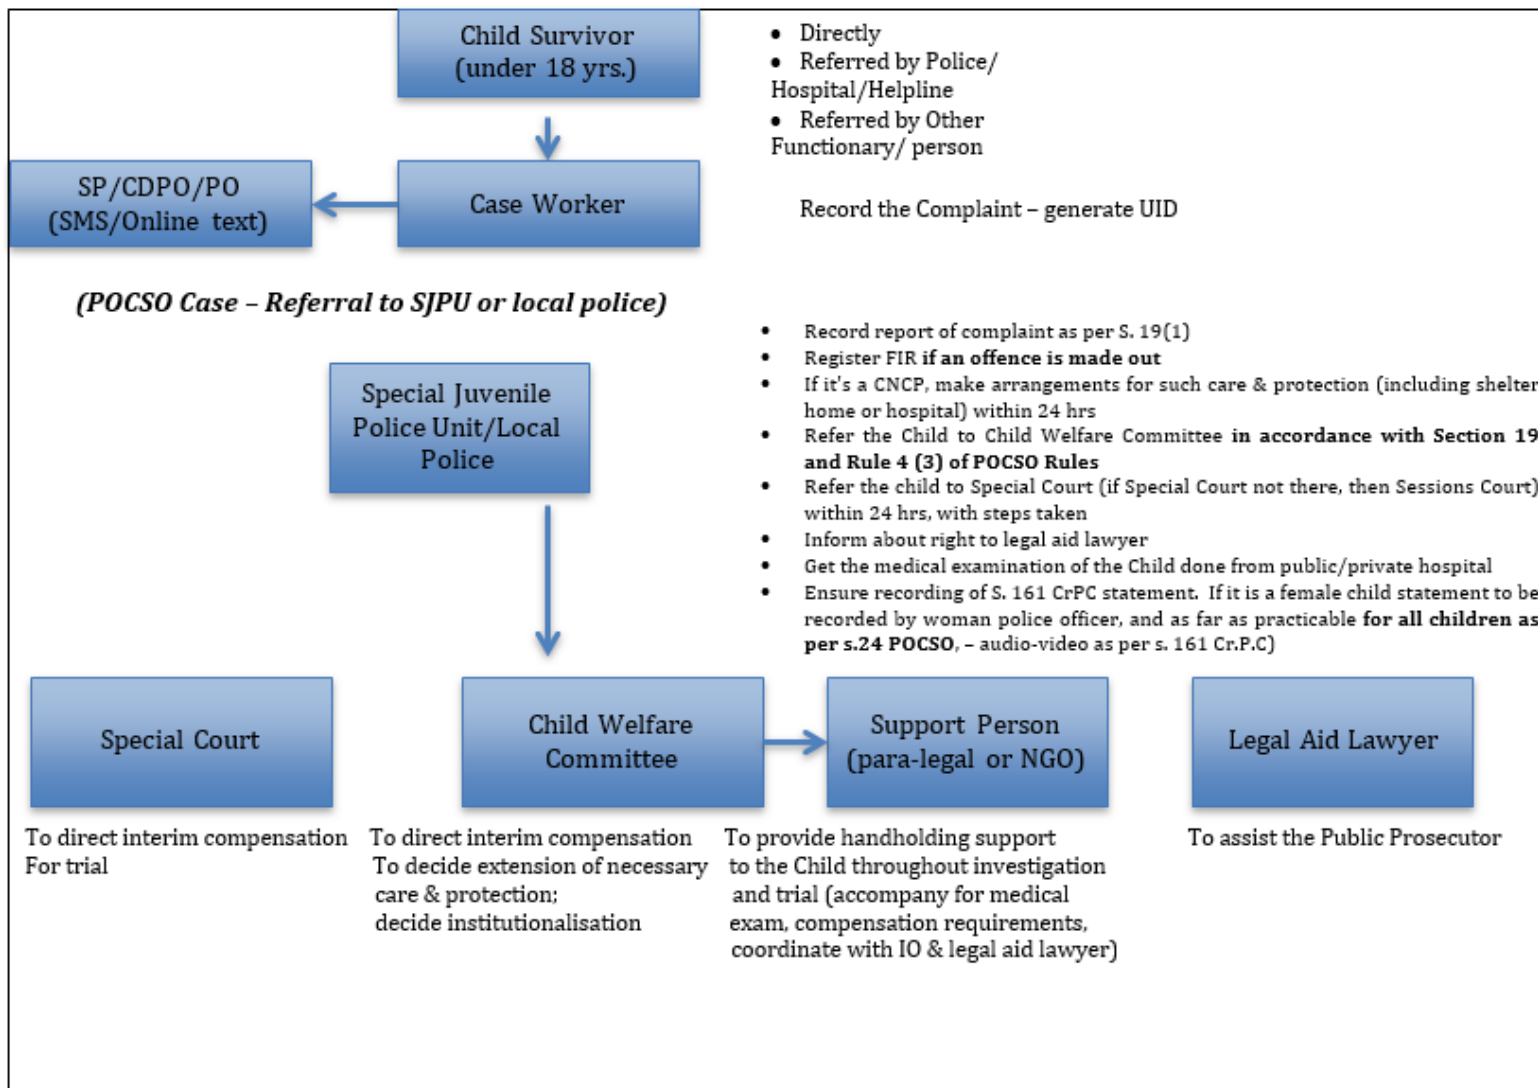 Child Survivor
(under 18 yrs.)
• Directly
• Referred by Police/
Hospital/Helpline
• Referred by Other
Functionary/ person
SP/CDPO/PO
(SMS/Online text)
Case Worker
Record the Complaint – generate UID
(POCSO Case – Referral to SJPU or local police)
Special Juvenile
Police Unit/Local
Police
• Record report of complaint as per S. 19(1)
• Register FIR if an offence is made out
• If it's a CNCP, make arrangements for such care & protection (including shelter
home or hospital) within 24 hrs
• Refer the Child to Child Welfare Committee in accordance with Section 19
and Rule 4 (3) of POCSO Rules
• Refer the child to Special Court (if Special Court not there, then Sessions Court)
within 24 hrs, with steps taken
• Inform about right to legal aid lawyer
• Get the medical examination of the Child done from public/private hospital
• Ensure recording of S. 161 CrPC statement. If it is a female child statement to be
recorded by woman police officer, and as far as practicable for all children as
per s.24 POCSO, – audio-video as per s. 161 Cr.P.C)
Special Court
Child Welfare
Committee
Support Person
(para-legal or NGO)
Legal Aid Lawyer
To direct interim compensation
For trial
To direct interim compensation
To decide extension of necessary
care & protection;
decide institutionalisation
To provide handholding support
to the Child throughout investigation
and trial (accompany for medical
exam, compensation requirements,
coordinate with IO & legal aid lawyer)
To assist the Public Prosecutor